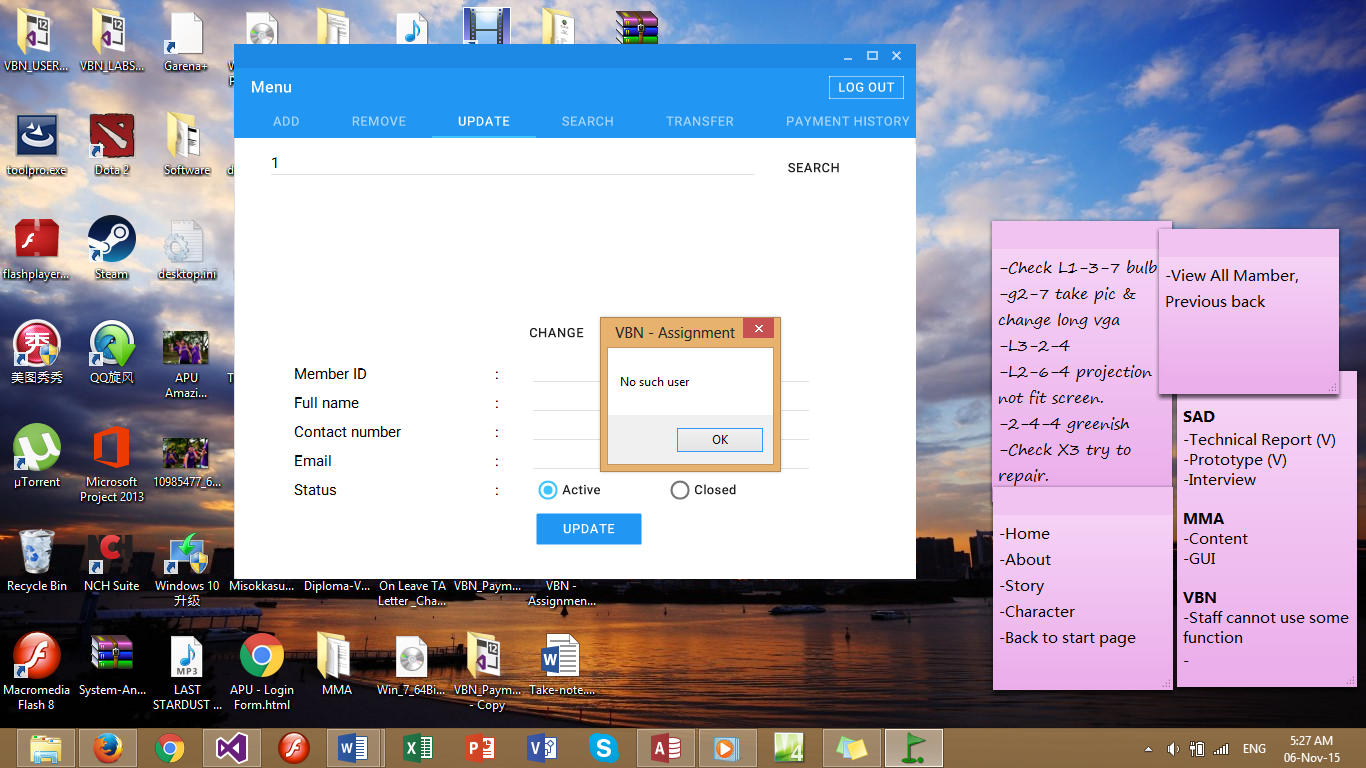 VBN_USER...
VBN_LABS...
Garena+
toolpro.exe
Dota 2
Software
flashplayer...
Steam
desktop.ini
美图秀秀
QQ旋风
APU
Amazi...
µTorrent
Microsoft
Project 2013
10985477_6...
Recycle Bin
NCH Suite
Windows 10
升级
Misokkasu...
Diploma-V...
On Leave TA
Letter _Cha...
VBN_Paym...
VBN -
Assignmen...
Macromedia
Flash 8
System-An...
MP3
LAST
STARDUST ...
APU - Login
Form.html
MMA
Win_7_64Bi...
VBN_Paym...
- Copy
Take-note....
Menu
LOG OUT
ADD
REMOVE
UPDATE
SEARCH
TRANSFER
PAYMENT HISTORY
1
SEARCH
CHANGE
Member ID :
Full name :
Contact number :
Email :
Status :
Active
Closed
UPDATE
VBN - Assignment
No such user
OK
-Check L1-3-7 bulb
-g2-7 take pic &
change long vga
-L3-2-4
-L2-6-4 projection
not fit screen.
-2-4-4 greenish
-Check X3 try to
repair.
-View All Mamber,
Previous back
-Home
-About
-Story
-Character
-Back to start page
SAD
-Technical Report (V)
-Prototype (V)
-Interview
MMA
-Content
-GUI
VBN
-Staff cannot use some
function
-
ENG
5:27 AM
06-Nov-15